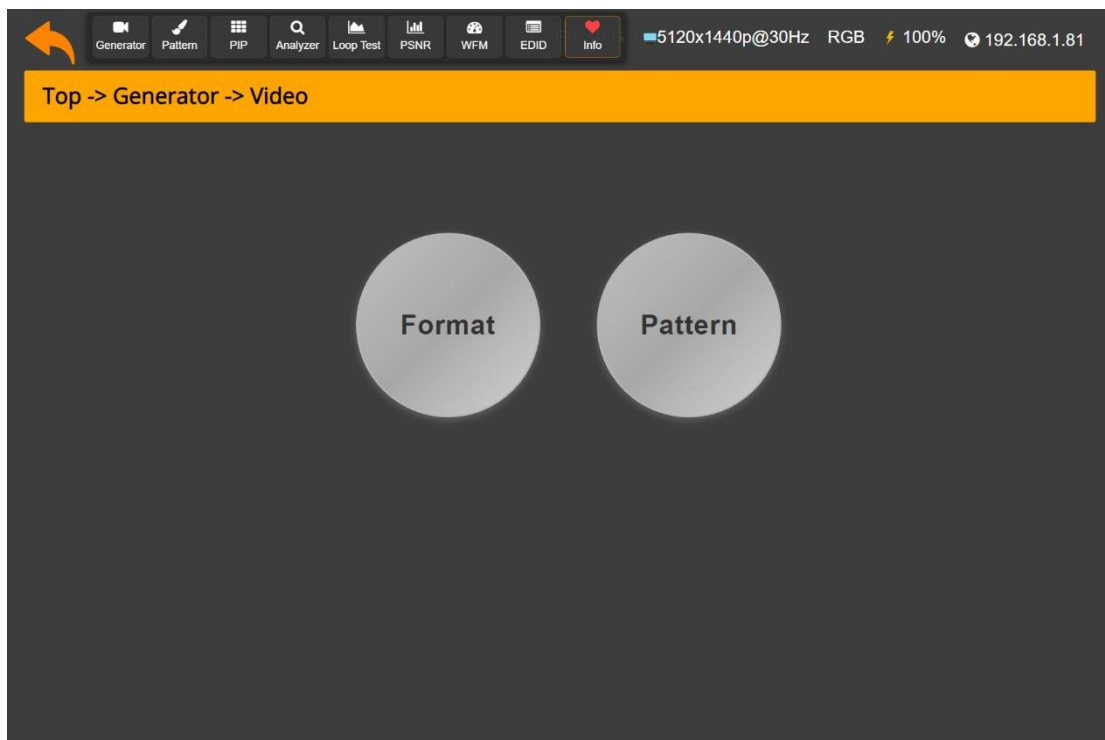 Generator Pattern PIP Analyzer Loop Test PSNR WFM EDID Info 5120x1440p@30Hz RGB 100% 192.168.1.81
Top -> Generator -> Video
Format Pattern